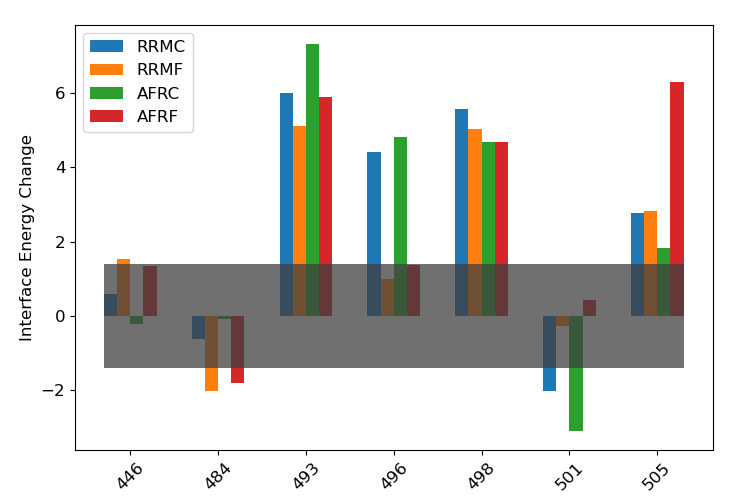 RRMC
RRMF
AFRC
AFRF
Interface Energy Change
6
4
2
0
−2
446
484
493
496
498
501
505